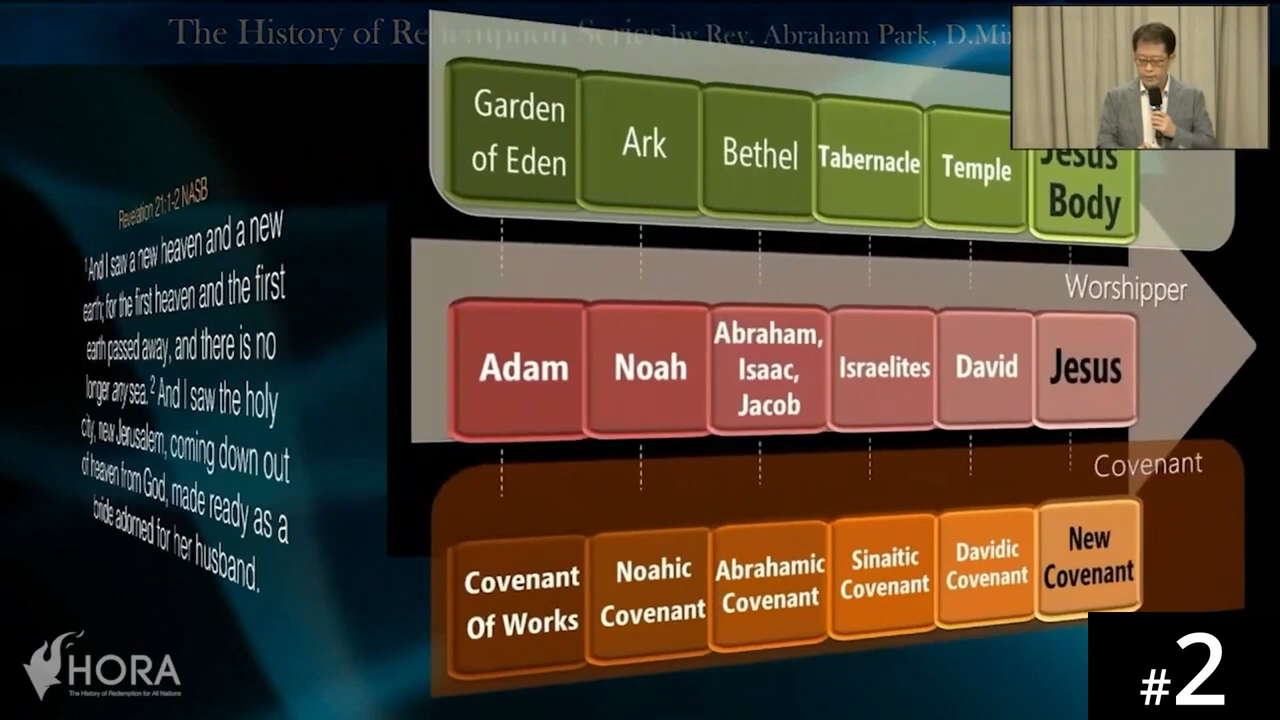 The History of Redemption Series by Rev. Abraham Park, D.Min
Revelation 21:1-2 NASB
¹And I saw a new heaven and a new
earth; for the first heaven and the first
earth passed away, and there is no
longer any sea. ² And I saw the holy
city, new Jerusalem, coming down out
of heaven from God, made ready as a
bride adorned for her husband.
Garden
of Eden
Ark
Bethel
Tabernacle
Temple
Jesus
Body
Worshipper
Adam
Noah
Abraham,
Isaac,
Jacob
Israelites
David
Jesus
Covenant
Covenant
Of Works
Noahic
Covenant
Abrahamic
Covenant
Sinaitic
Covenant
Davidic
Covenant
New
Covenant
HORA
The History of Redemption for All Nations
#2